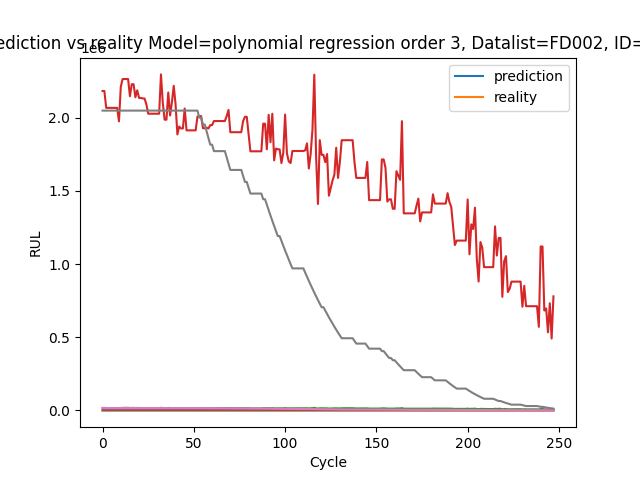 ediction vs reality Model=polynomial regression order 3, Datalist=FD002, ID=
1e6
prediction
reality
2.0
1.5
1.0
0.5
0.0
RUL
0 50 100 150 200 250
Cycle